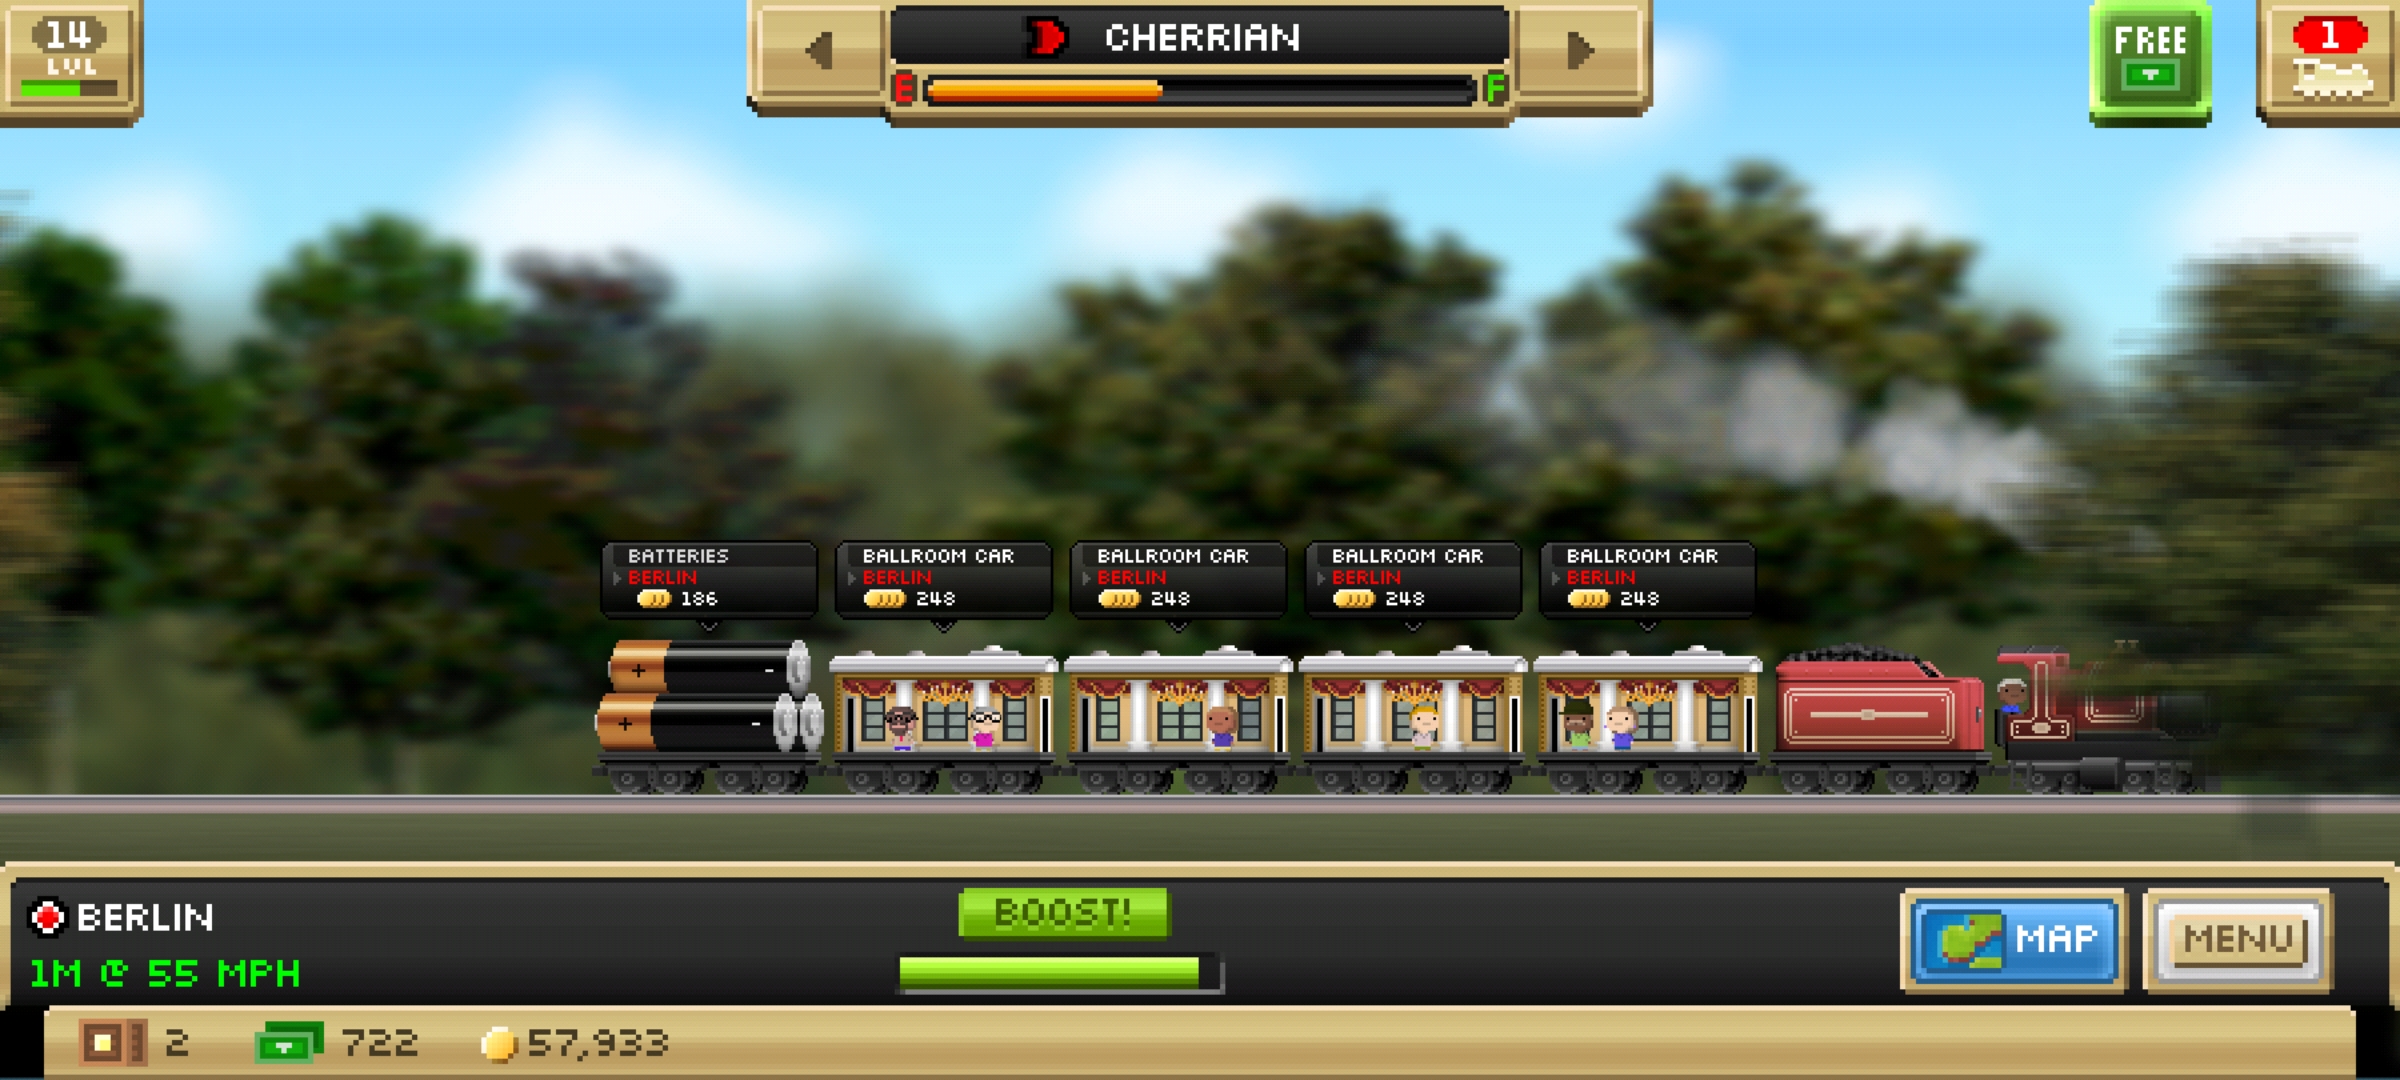 14
LVL
CHERRIAN
E F
FREE
1
BATTERIES
BERLIN
186
BALLROOM CAR
BERLIN
248
BALLROOM CAR
BERLIN
248
BALLROOM CAR
BERLIN
248
BALLROOM CAR
BERLIN
248
+ -
+ -
BERLIN
1M @ 55 MPH
BOOST!
MAP
MENU
2
722
57,933